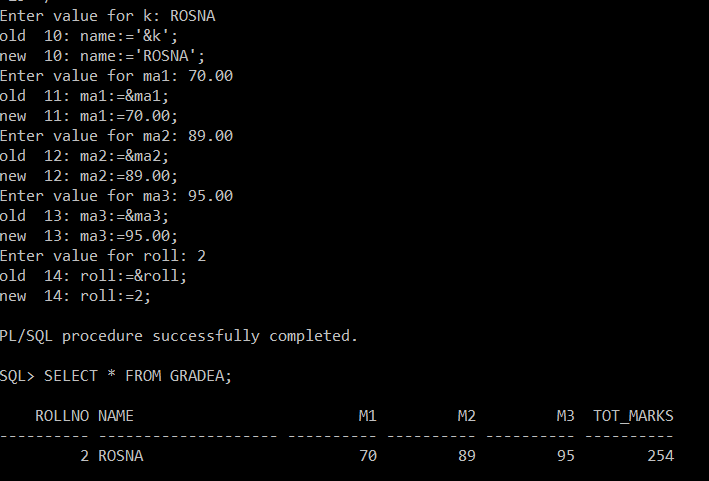 Enter value for k: ROSNA
old  10: name:='&k';
new  10: name:='ROSNA';
Enter value for ma1: 70.00
old  11: ma1:=&ma1;
new  11: ma1:=70.00;
Enter value for ma2: 89.00
old  12: ma2:=&ma2;
new  12: ma2:=89.00;
Enter value for ma3: 95.00
old  13: ma3:=&ma3;
new  13: ma3:=95.00;
Enter value for roll: 2
old  14: roll:=&roll;
new  14: roll:=2;
PL/SQL procedure successfully completed.
SQL> SELECT * FROM GRADEA;
    ROLLNO NAME                         M1         M2         M3  TOT_MARKS
---------- -------------------- ---------- ---------- ---------- ----------
         2 ROSNA                        70         89         95        254